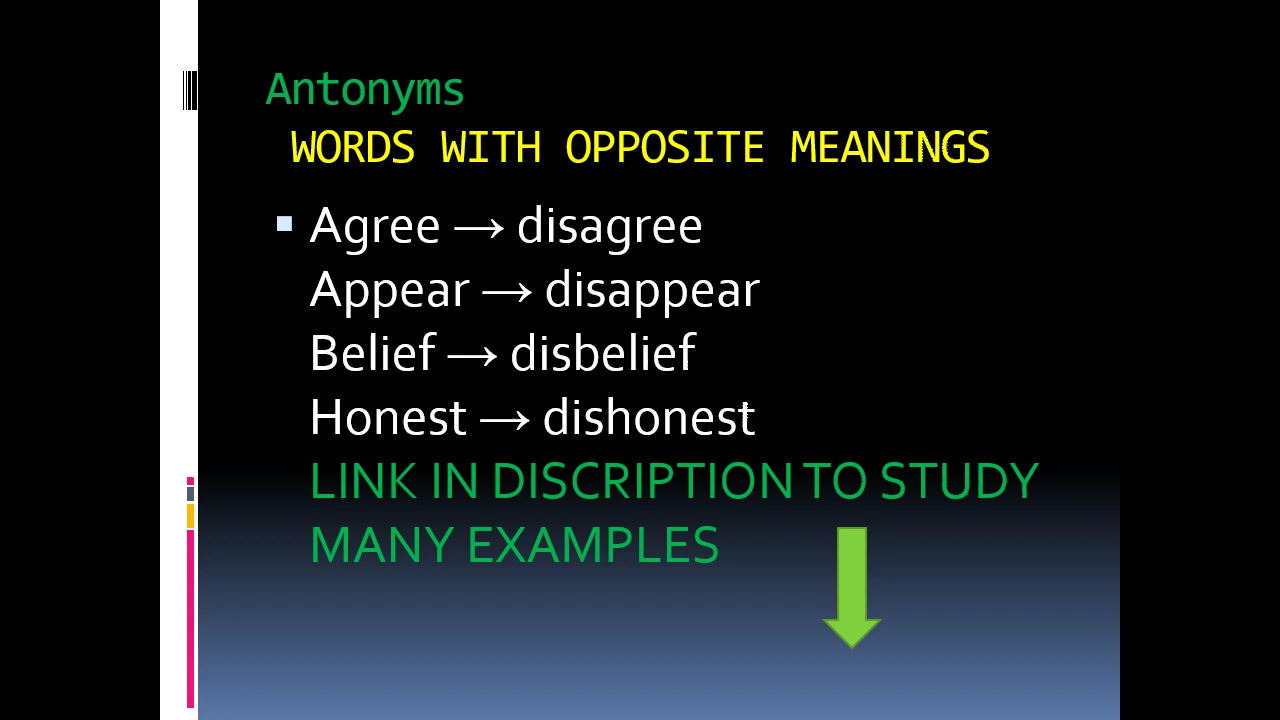 Antonyms
WORDS WITH OPPOSITE MEANINGS
Agree → disagree
Appear → disappear
Belief → disbelief
Honest → dishonest
LINK IN DISCRIPTION TO STUDY
MANY EXAMPLES